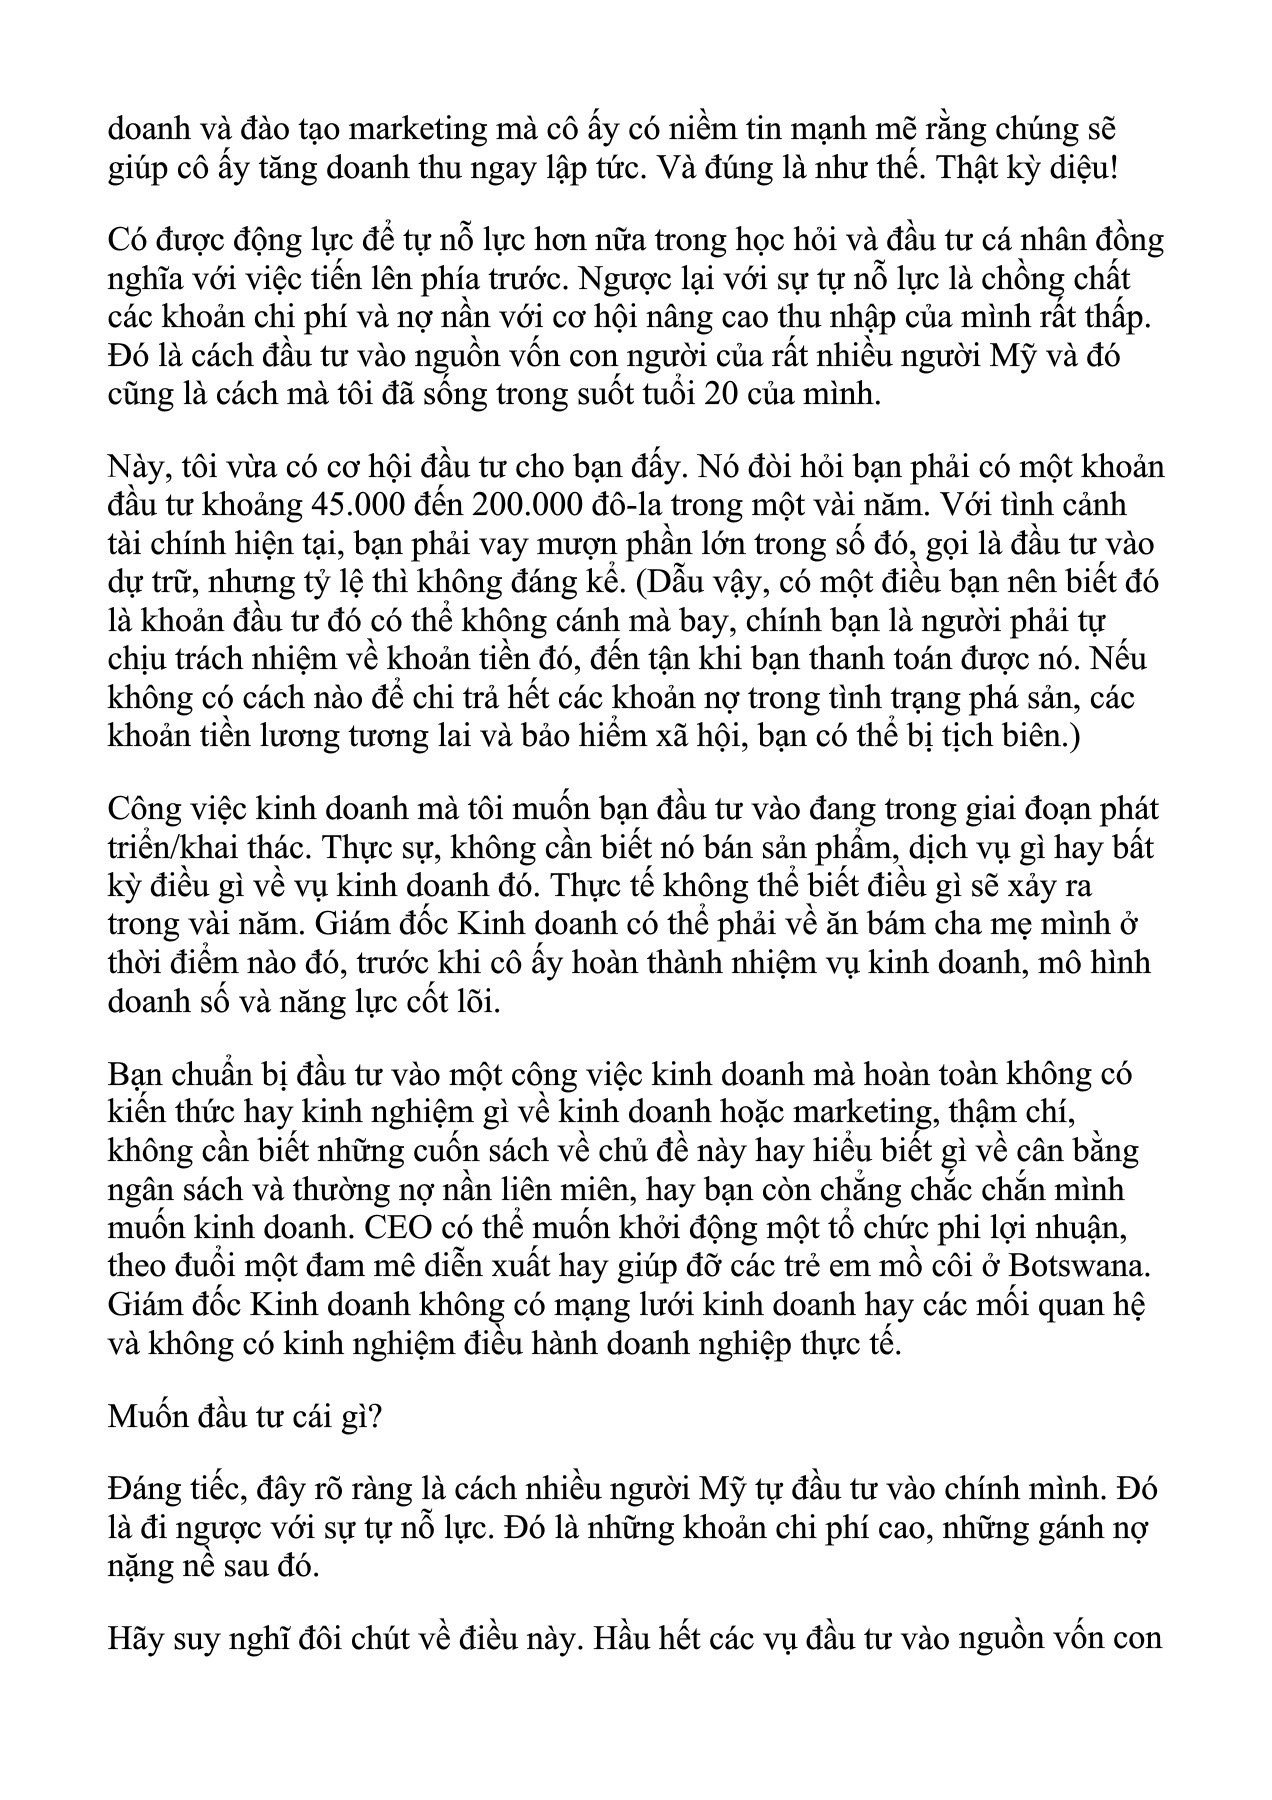 doanh và đào tạo marketing mà cô ấy có niềm tin mạnh mẽ rằng chúng sẽ
giúp cô ấy tăng doanh thu ngay lập tức. Và đúng là như thế. Thật kỳ diệu!
Có được động lực để tự nỗ lực hơn nữa trong học hỏi và đầu tư cá nhân đồng
nghĩa với việc tiến lên phía trước. Ngược lại với sự tự nỗ lực là chồng chất
các khoản chi phí và nợ nần với cơ hội nâng cao thu nhập của mình rất thấp.
Đó là cách đầu tư vào nguồn vốn con người của rất nhiều người Mỹ và đó
cũng là cách mà tôi đã sống trong suốt tuổi 20 của mình.
Này, tôi vừa có cơ hội đầu tư cho bạn đấy. Nó đòi hỏi bạn phải có một khoản
đầu tư khoảng 45.000 đến 200.000 đô-la trong một vài năm. Với tình cảnh
tài chính hiện tại, bạn phải vay mượn phần lớn trong số đó, gọi là đầu tư vào
dự trữ, nhưng tỷ lệ thì không đáng kể. (Dẫu vậy, có một điều bạn nên biết đó
là khoản đầu tư đó có thể không cánh mà bay, chính bạn là người phải tự
chịu trách nhiệm về khoản tiền đó, đến tận khi bạn thanh toán được nó. Nếu
không có cách nào để chi trả hết các khoản nợ trong tình trạng phá sản, các
khoản tiền lương tương lai và bảo hiểm xã hội, bạn có thể bị tịch biên.)
Công việc kinh doanh mà tôi muốn bạn đầu tư vào đang trong giai đoạn phát
triển/khai thác. Thực sự, không cần biết nó bán sản phẩm, dịch vụ gì hay bất
kỳ điều gì về vụ kinh doanh đó. Thực tế không thể biết điều gì sẽ xảy ra
trong vài năm. Giám đốc Kinh doanh có thể phải về ăn bám cha mẹ mình ở
thời điểm nào đó, trước khi cô ấy hoàn thành nhiệm vụ kinh doanh, mô hình
doanh số và năng lực cốt lõi.
Bạn chuẩn bị đầu tư vào một công việc kinh doanh mà hoàn toàn không có
kiến thức hay kinh nghiệm gì về kinh doanh hoặc marketing, thậm chí,
không cần biết những cuốn sách về chủ đề này hay hiểu biết gì về cân bằng
ngân sách và thường nợ nần liên miên, hay bạn còn chẳng chắc chắn mình
muốn kinh doanh. CEO có thể muốn khởi động một tổ chức phi lợi nhuận,
theo đuổi một đam mê diễn xuất hay giúp đỡ các trẻ em mồ côi ở Botswana.
Giám đốc Kinh doanh không có mạng lưới kinh doanh hay các mối quan hệ
và không có kinh nghiệm điều hành doanh nghiệp thực tế.
Muốn đầu tư cái gì?
Đáng tiếc, đây rõ ràng là cách nhiều người Mỹ tự đầu tư vào chính mình. Đó
là đi ngược với sự tự nỗ lực. Đó là những khoản chi phí cao, những gánh nợ
nặng nề sau đó.
Hãy suy nghĩ đôi chút về điều này. Hầu hết các vụ đầu tư vào nguồn vốn con